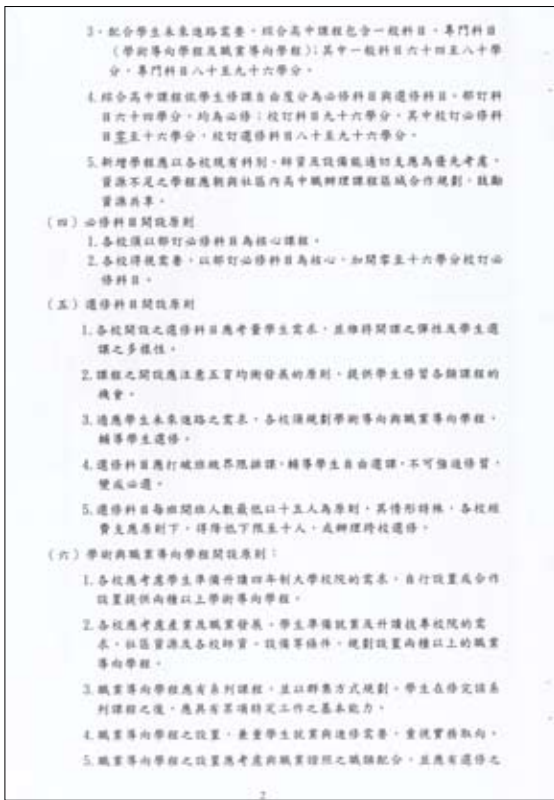 3. 配合學生未來進路需要,綜合高中課程包含一般科目、專門科目
(學術導向學程及職業導向學程);其中一般科目六十四至八十學
分,專門科目八十至九十六學分。
4. 綜合高中課程依學生修課自由度分為必修科目與選修科目。部訂科
目六十四學分,均為必修;校訂科目九十六學分,其中校訂必修科
目零至十六學分,校訂選修科目八十至九十六學分。
5. 新增學程應以各校現有科別、師資及設備能適切支應為優先考慮,
資源不足之學程應朝與社區內高中職辦理課程區域合作規劃,鼓勵
資源共享。
(四)必修科目開設原則
1. 各校須以部訂必修科目為核心課程。
2. 各校得視需要,以部訂必修科目為核心,加開零至十六學分校訂必
修科目。
(五)選修科目開設原則
1. 各校開設之選修科目應考量學生需求,並維持開課之彈性及學生選
課之多樣性。
2. 課程之開設應注意五育均衡發展的原則,提供學生修習各類課程的
機會。
3. 適應學生未來進路之需求,各校須規劃學術導向與職業導向學程,
輔導學生選修。
4. 選修科目應打破班級界限排課,輔導學生自由選課,不可強迫修習,
變成必選。
5. 選修科目每班開班人數最低以十五人為原則,其情形特殊,各校經
費支應原則下,得降低下限至十人,或辦理跨校選修。
(六)學術與職業導向學程開設原則:
1. 各校應考慮學生準備升讀四年制大學校院的需求,自行設置或合作
設置提供兩種以上學術導向學程。
2. 各校應考慮產業及職業發展、學生準備就業及升讀技專校院的需
求、社區資源及各校師資、設備等條件,規劃設置兩種以上的職業
導向學程。
3. 職業導向學程應有系列課程,並以群集方式規劃。學生在修完該系
列課程之後,應具有某項特定工作之基本能力。
4. 職業導向學程之設置,兼重學生就業與進修需要,重視實務取向。
5. 職業導向學程之設置應考慮與職業證照之職類配合,並應有選修之
2